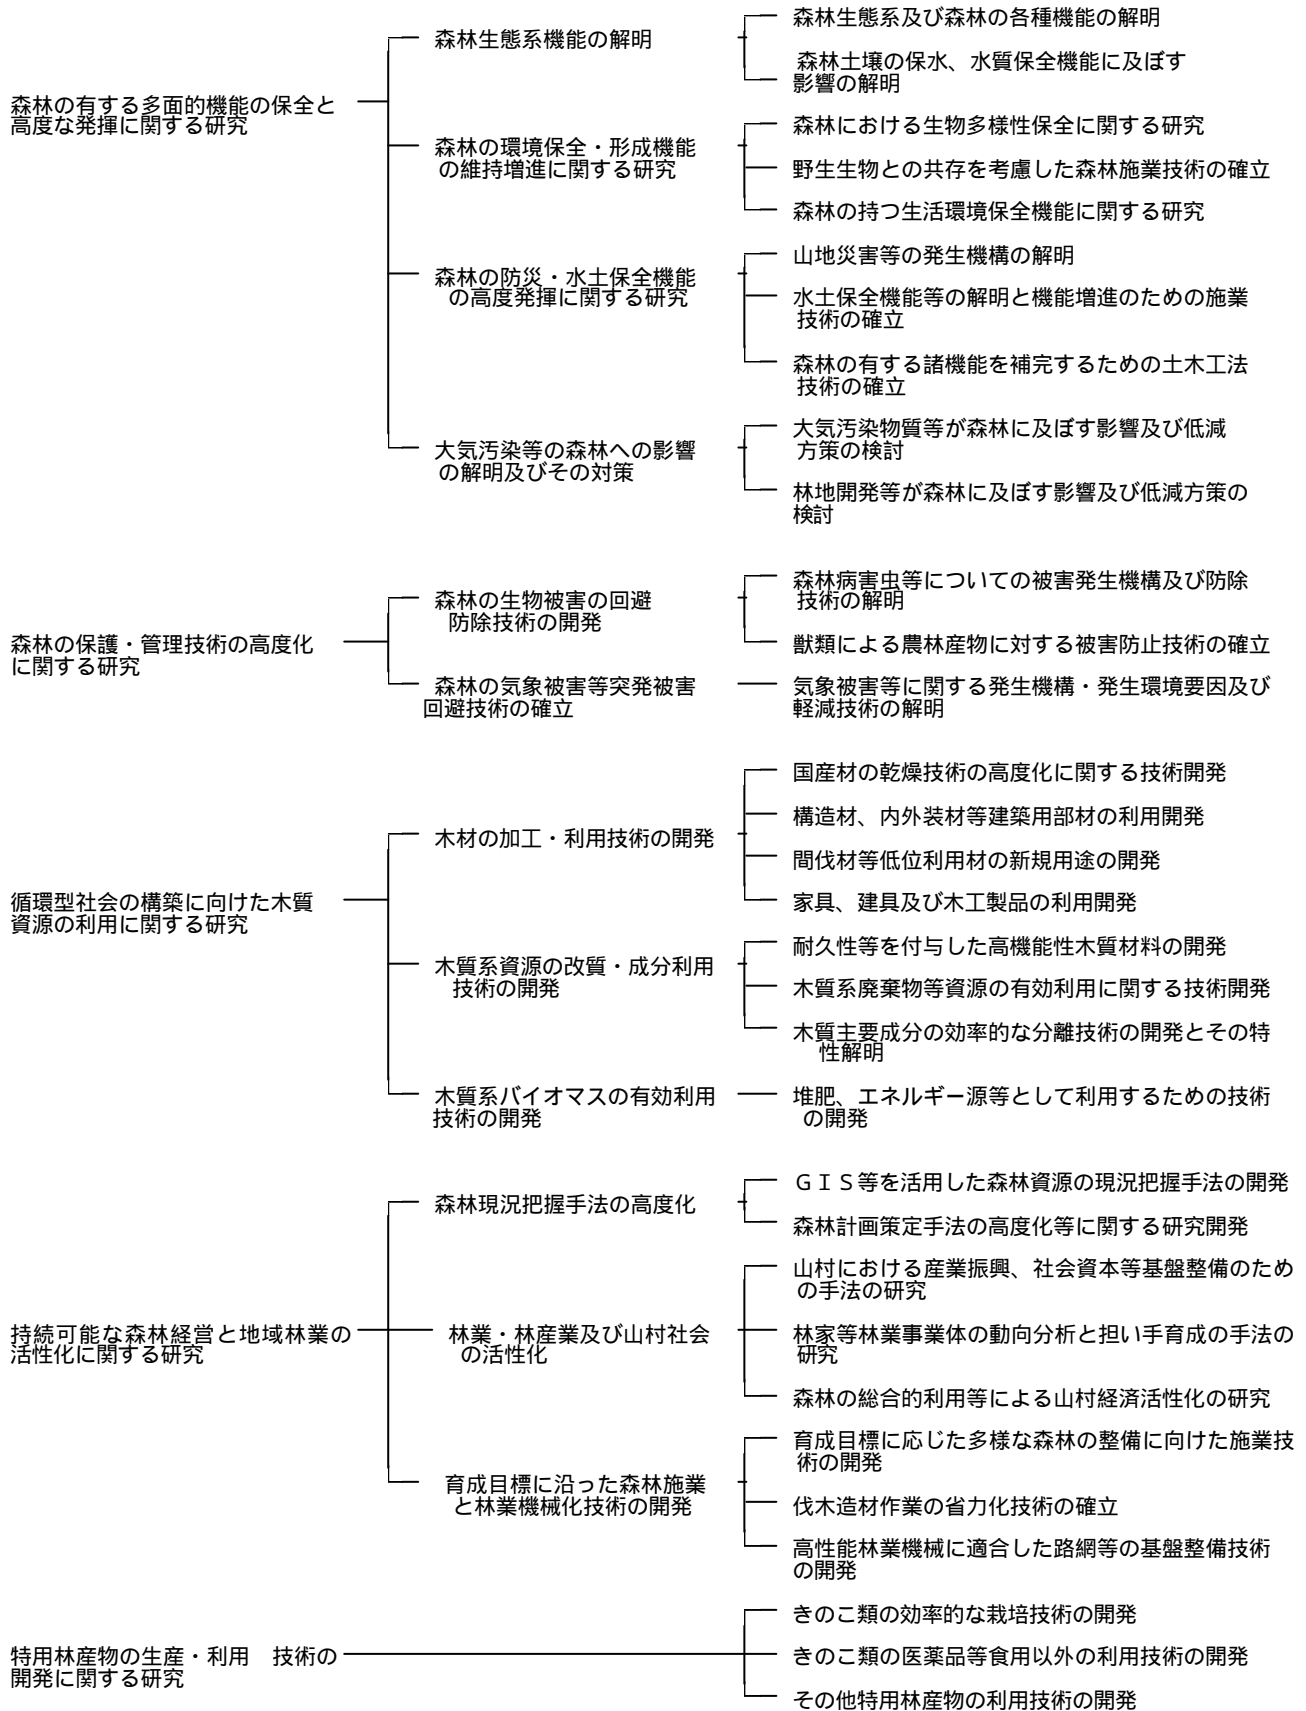 森林の有する多面的機能の保全と
高度な発揮に関する研究
森林生態系機能の解明
森林生態系及び森林の各種機能の解明
森林土壌の保水、水質保全機能に及ぼす
影響の解明
森林の環境保全・形成機能
の維持増進に関する研究
森林における生物多様性保全に関する研究
野生生物との共存を考慮した森林施業技術の確立
森林の持つ生活環境保全機能に関する研究
森林の防災・水土保全機能
の高度発揮に関する研究
山地災害等の発生機構の解明
水土保全機能等の解明と機能増進のための施業
技術の確立
森林の有する諸機能を補完するための土木工法
技術の確立
大気汚染等の森林への影響
の解明及びその対策
大気汚染物質等が森林に及ぼす影響及び低減
方策の検討
林地開発等が森林に及ぼす影響及び低減方策の
検討
森林の保護・管理技術の高度化
に関する研究
森林の生物被害の回避
防除技術の開発
森林病害虫等についての被害発生機構及び防除
技術の解明
獣類による農林産物に対する被害防止技術の確立
森林の気象被害等突発被害
回避技術の確立
気象被害等に関する発生機構・発生環境要因及び
軽減技術の解明
循環型社会の構築に向けた木質
資源の利用に関する研究
木材の加工・利用技術の開発
国産材の乾燥技術の高度化に関する技術開発
構造材、内外装材等建築用部材の利用開発
間伐材等低位利用材の新規用途の開発
家具、建具及び木工製品の利用開発
木質系資源の改質・成分利用
技術の開発
耐久性等を付与した高機能性木質材料の開発
木質系廃棄物等資源の有効利用に関する技術開発
木質主要成分の効率的な分離技術の開発とその特
性解明
木質系バイオマスの有効利用
技術の開発
堆肥、エネルギー源等として利用するための技術
の開発
持続可能な森林経営と地域林業の
活性化に関する研究
森林現況把握手法の高度化
ＧＩＳ等を活用した森林資源の現況把握手法の開発
森林計画策定手法の高度化等に関する研究開発
林業・林産業及び山村社会
の活性化
山村における産業振興、社会資本等基盤整備のため
の手法の研究
林家等林業事業体の動向分析と担い手育成の手法の
研究
森林の総合的利用等による山村経済活性化の研究
育成目標に沿った森林施業
と林業機械化技術の開発
育成目標に応じた多様な森林の整備に向けた施業技
術の開発
伐木造材作業の省力化技術の確立
高性能林業機械に適合した路網等の基盤整備技術
の開発
特用林産物の生産・利用　技術の
開発に関する研究
きのこ類の効率的な栽培技術の開発
きのこ類の医薬品等食用以外の利用技術の開発
その他特用林産物の利用技術の開発